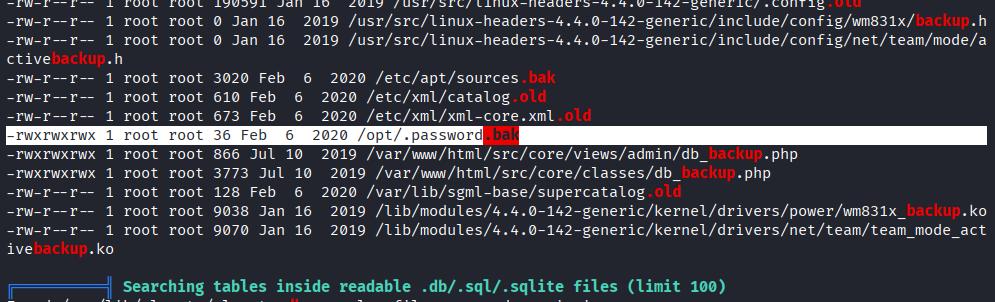 -rw-r--r-- 1 root root 190591 Jan 16  2019 /usr/src/linux-headers-4.4.0-142-generic/.config.old
-rw-r--r-- 1 root root 0 Jan 16  2019 /usr/src/linux-headers-4.4.0-142-generic/include/config/wm831x/backup.h
-rw-r--r-- 1 root root 0 Jan 16  2019 /usr/src/linux-headers-4.4.0-142-generic/include/config/net/team/mode/a
ctivebackup.h
-rw-r--r-- 1 root root 3020 Feb  6  2020 /etc/apt/sources.bak
-rw-r--r-- 1 root root 610 Feb  6  2020 /etc/xml/catalog.old
-rw-r--r-- 1 root root 673 Feb  6  2020 /etc/xml/xml-core.xml.old
-rwxrwxrwx 1 root root 36 Feb  6  2020 /opt/.password.bak
-rwxrwxrwx 1 root root 866 Jul 10  2019 /var/www/html/src/core/views/admin/db_backup.php
-rwxrwxrwx 1 root root 3773 Jul 10  2019 /var/www/html/src/core/classes/db_backup.php
-rw-r--r-- 1 root root 128 Feb  6  2020 /var/lib/sgml-base/supercatalog.old
-rw-r--r-- 1 root root 9038 Jan 16  2019 /lib/modules/4.4.0-142-generic/kernel/drivers/power/wm831x_backup.ko
-rw-r--r-- 1 root root 9070 Jan 16  2019 /lib/modules/4.4.0-142-generic/kernel/drivers/net/team/team_mode_act
ivebackup.ko
Searching tables inside readable .db/.sql/.sqlite files (limit 100)